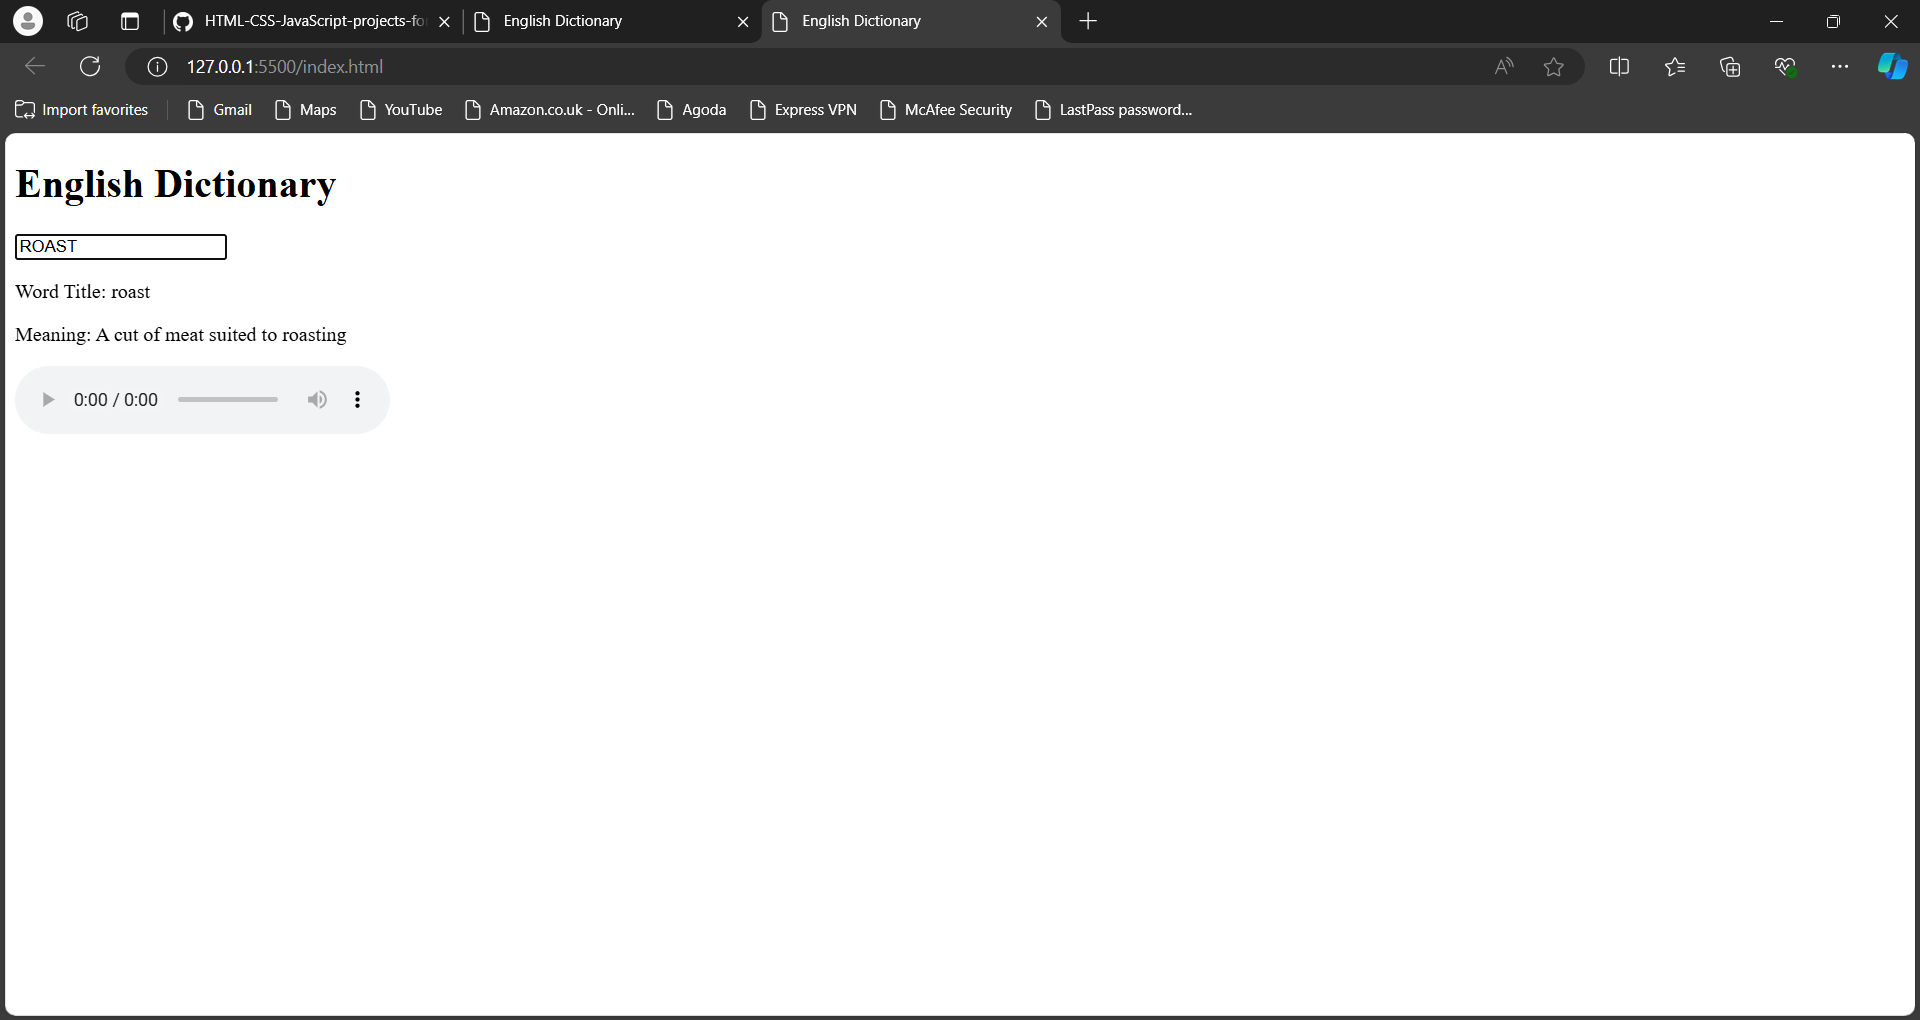 HTML-CSS-JavaScript-projects-fo
English Dictionary
English Dictionary
127.0.0.1:5500/index.html
Import favorites
Gmail
Maps
YouTube
Amazon.co.uk - Onli...
Agoda
Express VPN
McAfee Security
LastPass password...
English Dictionary
ROAST
Word Title: roast
Meaning: A cut of meat suited to roasting
0:00 / 0:00